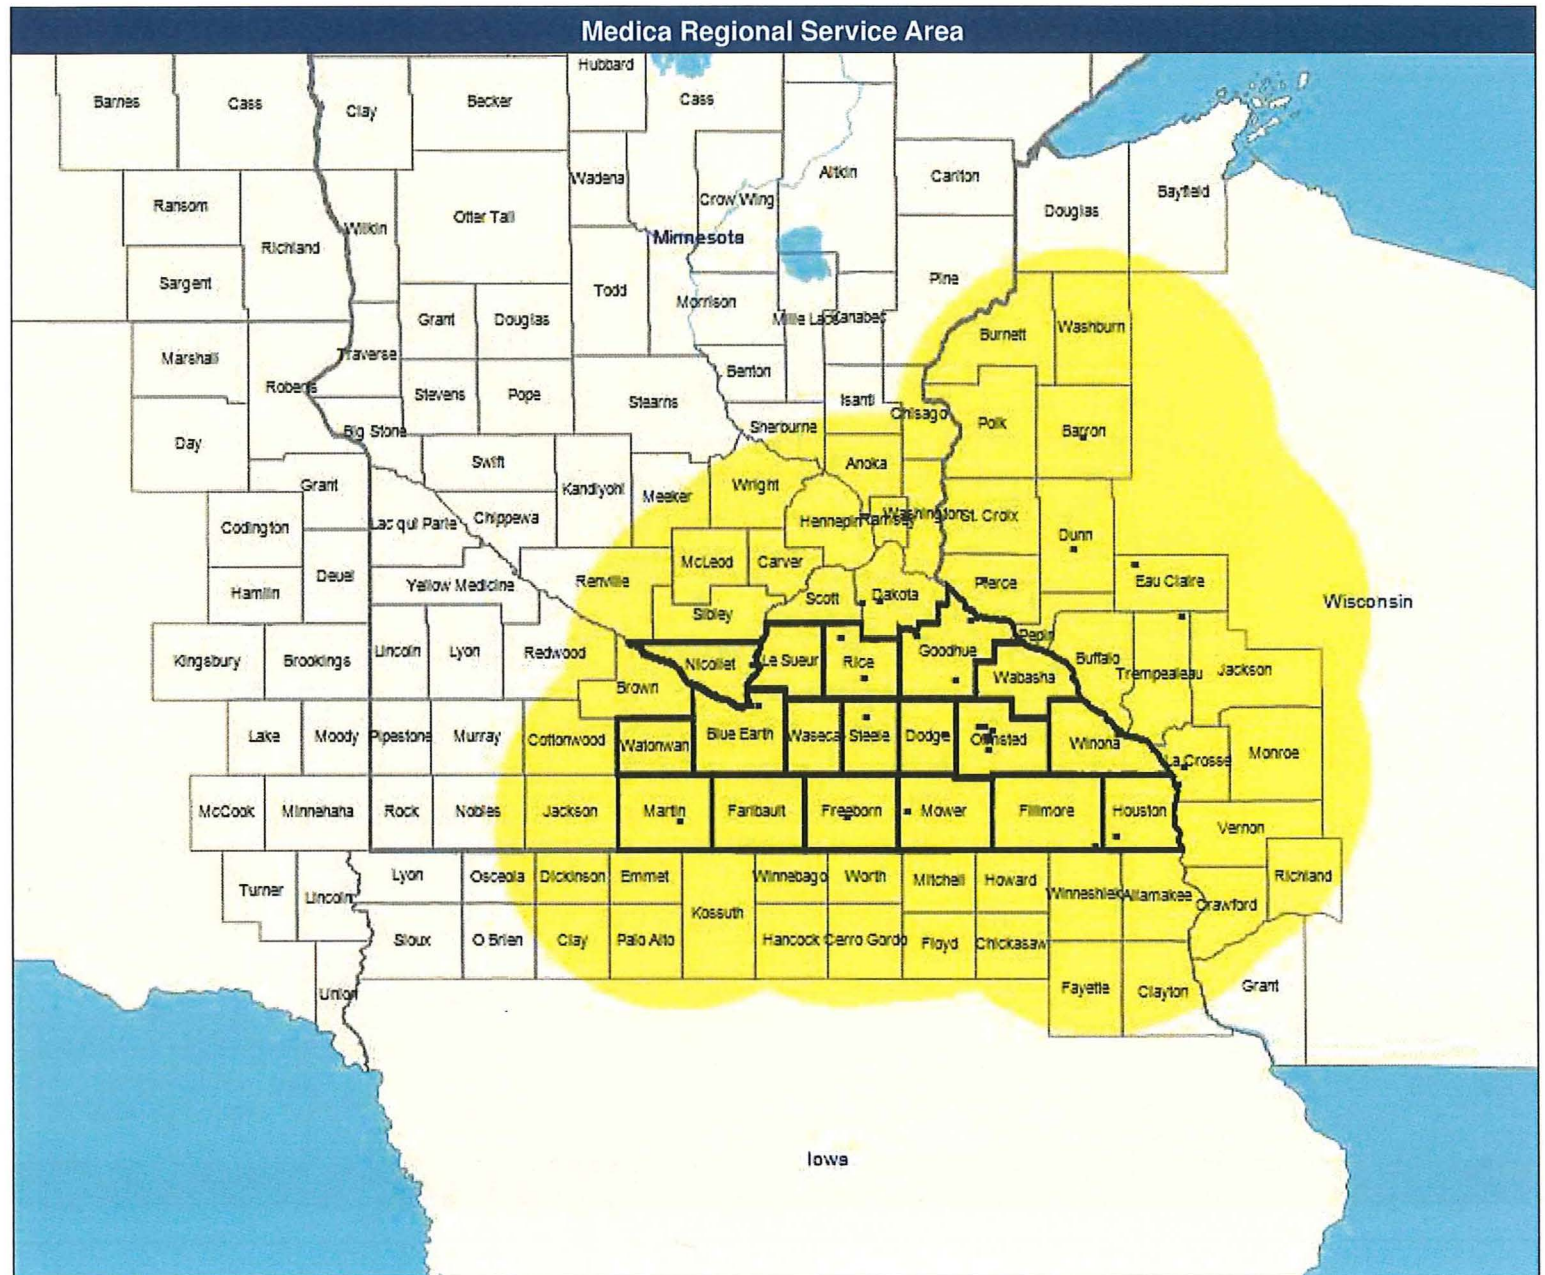 Medica Regional Service Area
Hubbard
Barnes
Cass
Clay
Becker
Cass
Wadena
Crow Wing
Aitkin
Carlton
Douglas
Bayfield
Ransom
Richland
Wilkin
Otter Tail
Minnesota
Sargent
Todd
Morrison
Pine
Grant
Douglas
Mille Lacs
Kanabec
Burnett
Washburn
Marshall
Roberts
Traverse
Stevens
Pope
Stearns
Benton
Isanti
Chisago
Polk
Barron
Day
Big Stone
Sherburne
Swift
Anoka
Grant
Kandiyohi
Meeker
Wright
Codington
Lac qui Parle
Chippewa
Hennepin
Ramsey
Washington
St. Croix
Dunn
Deuel
McLeod
Carver
Hamlin
Yellow Medicine
Renville
Sibley
Scott
Dakota
Pierce
Eau Claire
Wisconsin
Kingsbury
Brookings
Lincoln
Lyon
Redwood
Brown
Nicollet
Le Sueur
Rice
Goodhue
Pepin
Wabasha
Buffalo
Trempealeau
Jackson
Lake
Moody
Pipestone
Murray
Cottonwood
Watonwan
Blue Earth
Waseca
Steele
Dodge
Olmsted
Winona
La Crosse
Monroe
McCook
Minnehaha
Rock
Nobles
Jackson
Martin
Faribault
Freeborn
Mower
Fillmore
Houston
Vernon
Turner
Lincoln
Lyon
Osceola
Dickinson
Emmet
Kossuth
Winnebago
Worth
Mitchell
Howard
Winneshiek
Allamakee
Crawford
Richland
Sioux
O Brien
Clay
Palo Alto
Hancock
Cerro Gordo
Floyd
Chickasaw
Union
Fayette
Clayton
Grant
Iowa